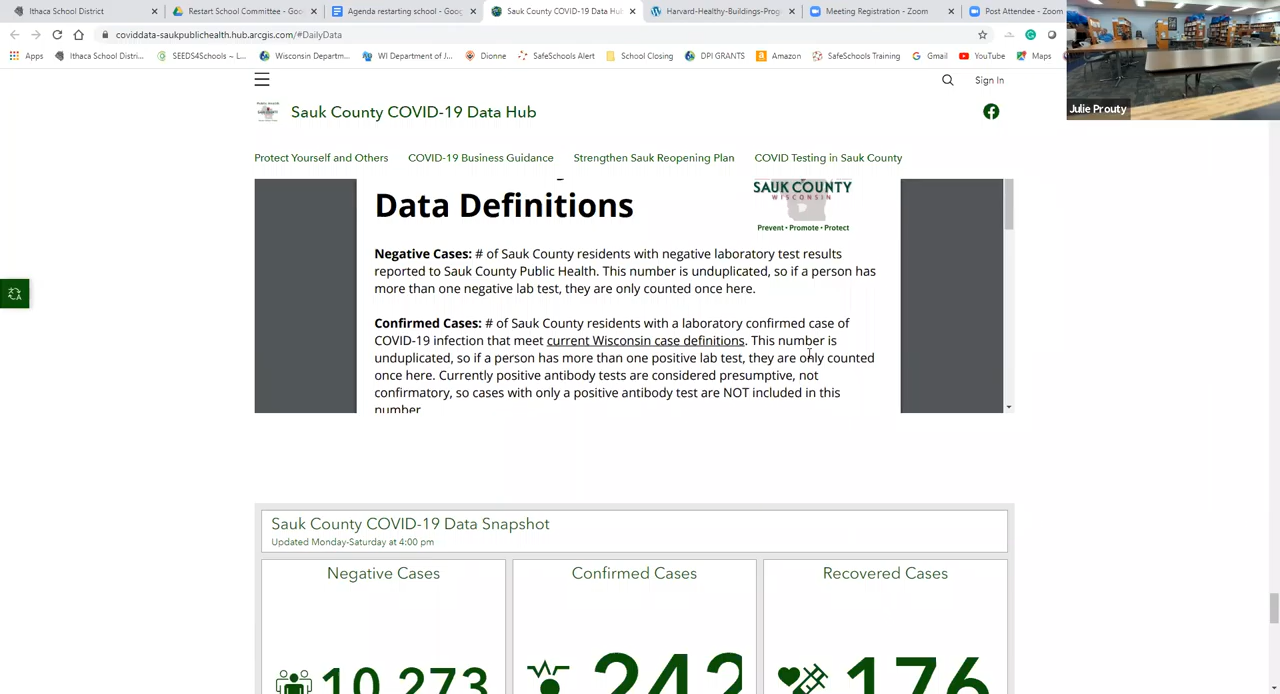 Ithaca School District
Restart School Committee - Goo
Agenda restarting school - Goog
Sauk County COVID-19 Data Hub
Harvard-Healthy-Buildings-Prog
Meeting Registration - Zoom
Post Attendee - Zoom
coviddata-saukpublichealth.hub.arcgis.com/#DailyData
Apps
Ithaca School Distri...
SEEDS4Schools ~ L...
Wisconsin Departm...
WI Department of J...
Dionne
SafeSchools Alert
School Closing
DPI GRANTS
Amazon
SafeSchools Training
Gmail
YouTube
Maps
Julie Prouty
Sign In
Sauk County COVID-19 Data Hub
Protect Yourself and Others
COVID-19 Business Guidance
Strengthen Sauk Reopening Plan
COVID Testing in Sauk County
Data Definitions
SAUK COUNTY
WISCONSIN
Prevent • Promote • Protect
Negative Cases: # of Sauk County residents with negative laboratory test results
reported to Sauk County Public Health. This number is unduplicated, so if a person has
more than one negative lab test, they are only counted once here.
Confirmed Cases: # of Sauk County residents with a laboratory confirmed case of
COVID-19 infection that meet current Wisconsin case definitions. This number is
unduplicated, so if a person has more than one positive lab test, they are only counted
once here. Currently positive antibody tests are considered presumptive, not
confirmatory, so cases with only a positive antibody test are NOT included in this
number
Sauk County COVID-19 Data Snapshot
Updated Monday-Saturday at 4:00 pm
Negative Cases
Confirmed Cases
Recovered Cases
10,273
242
176